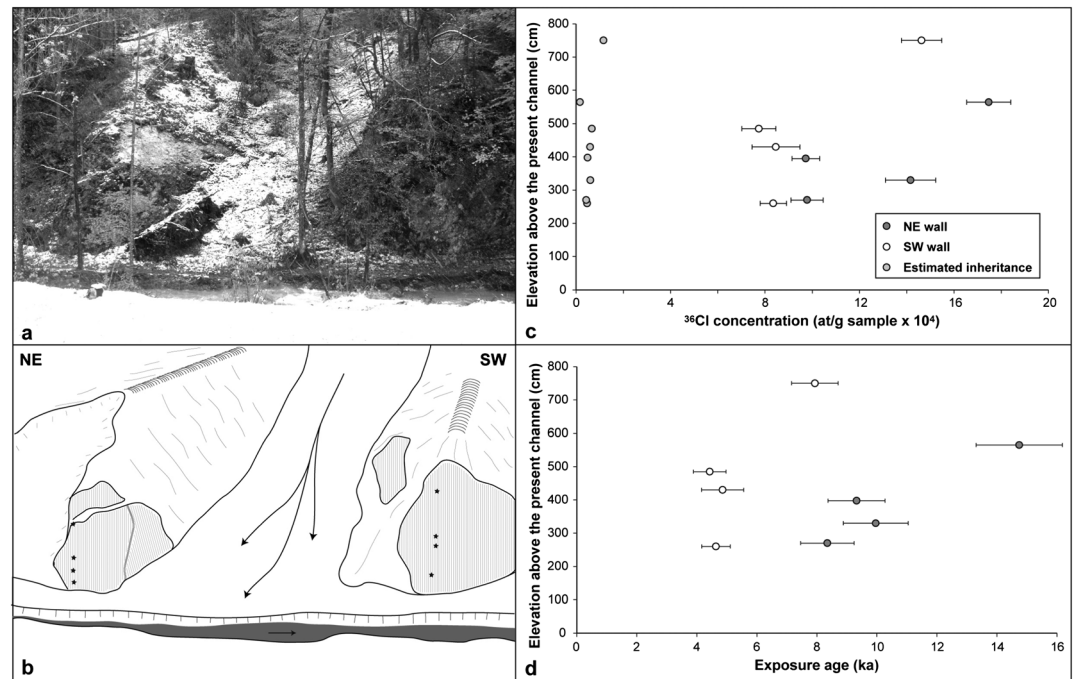 a
800
700
600
500
400
300
200
100
0
Elevation above the present channel (cm)
NE wall
SW wall
Estimated inheritance
0 4 8 12 16 20
³⁶Cl concentration (at/g sample x 10⁴)
c
NE SW
b
800
700
600
500
400
300
200
100
0
Elevation above the present channel (cm)
0 2 4 6 8 10 12 14 16
Exposure age (ka)
d